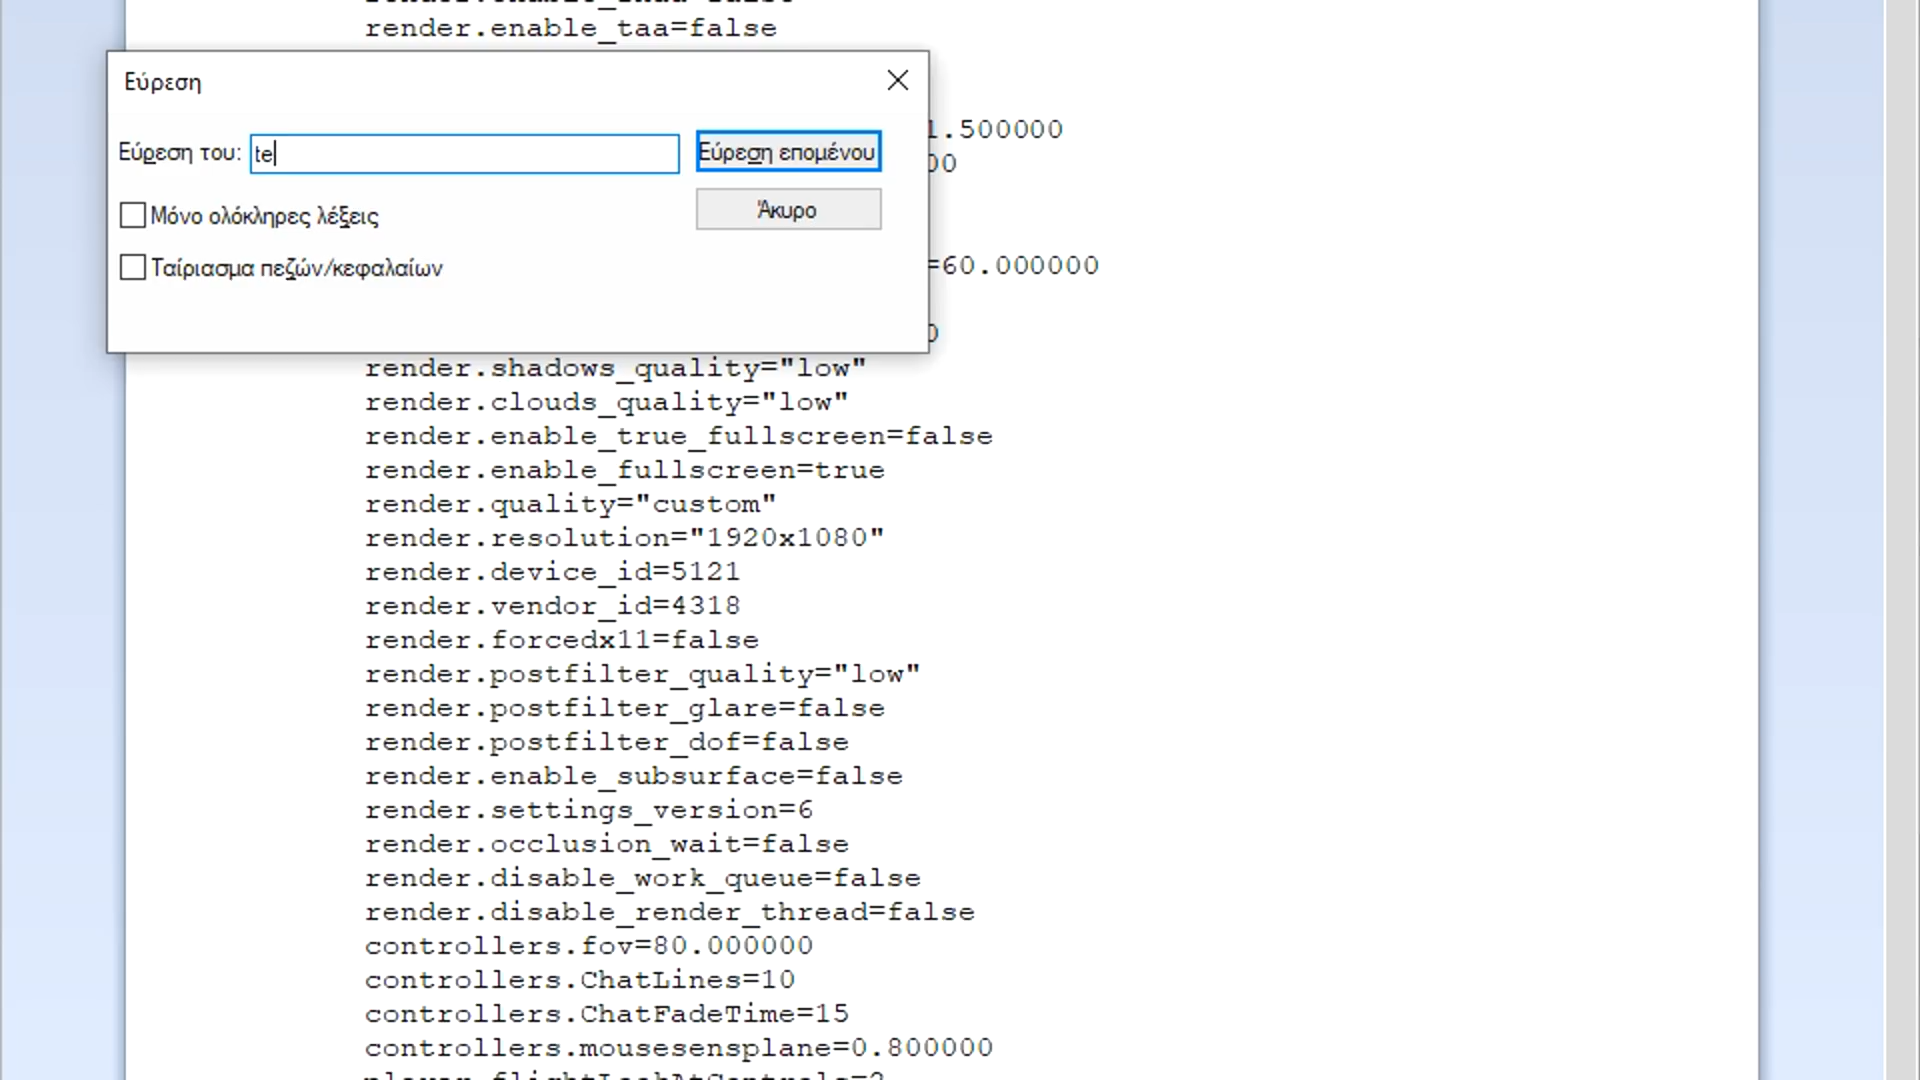 render.enable_taa=false
Εύρεση
1.500000
Εύρεση του: te
Εύρεση επομένου
00
Μόνο ολόκληρες λέξεις
Άκυρο
Ταίριασμα πεζών/κεφαλαίων
=60.000000
0
render.shadows_quality="low"
render.clouds_quality="low"
render.enable_true_fullscreen=false
render.enable_fullscreen=true
render.quality="custom"
render.resolution="1920x1080"
render.device_id=5121
render.vendor_id=4318
render.forcedx11=false
render.postfilter_quality="low"
render.postfilter_glare=false
render.postfilter_dof=false
render.enable_subsurface=false
render.settings_version=6
render.occlusion_wait=false
render.disable_work_queue=false
render.disable_render_thread=false
controllers.fov=80.000000
controllers.ChatLines=10
controllers.ChatFadeTime=15
controllers.mousesensplane=0.800000